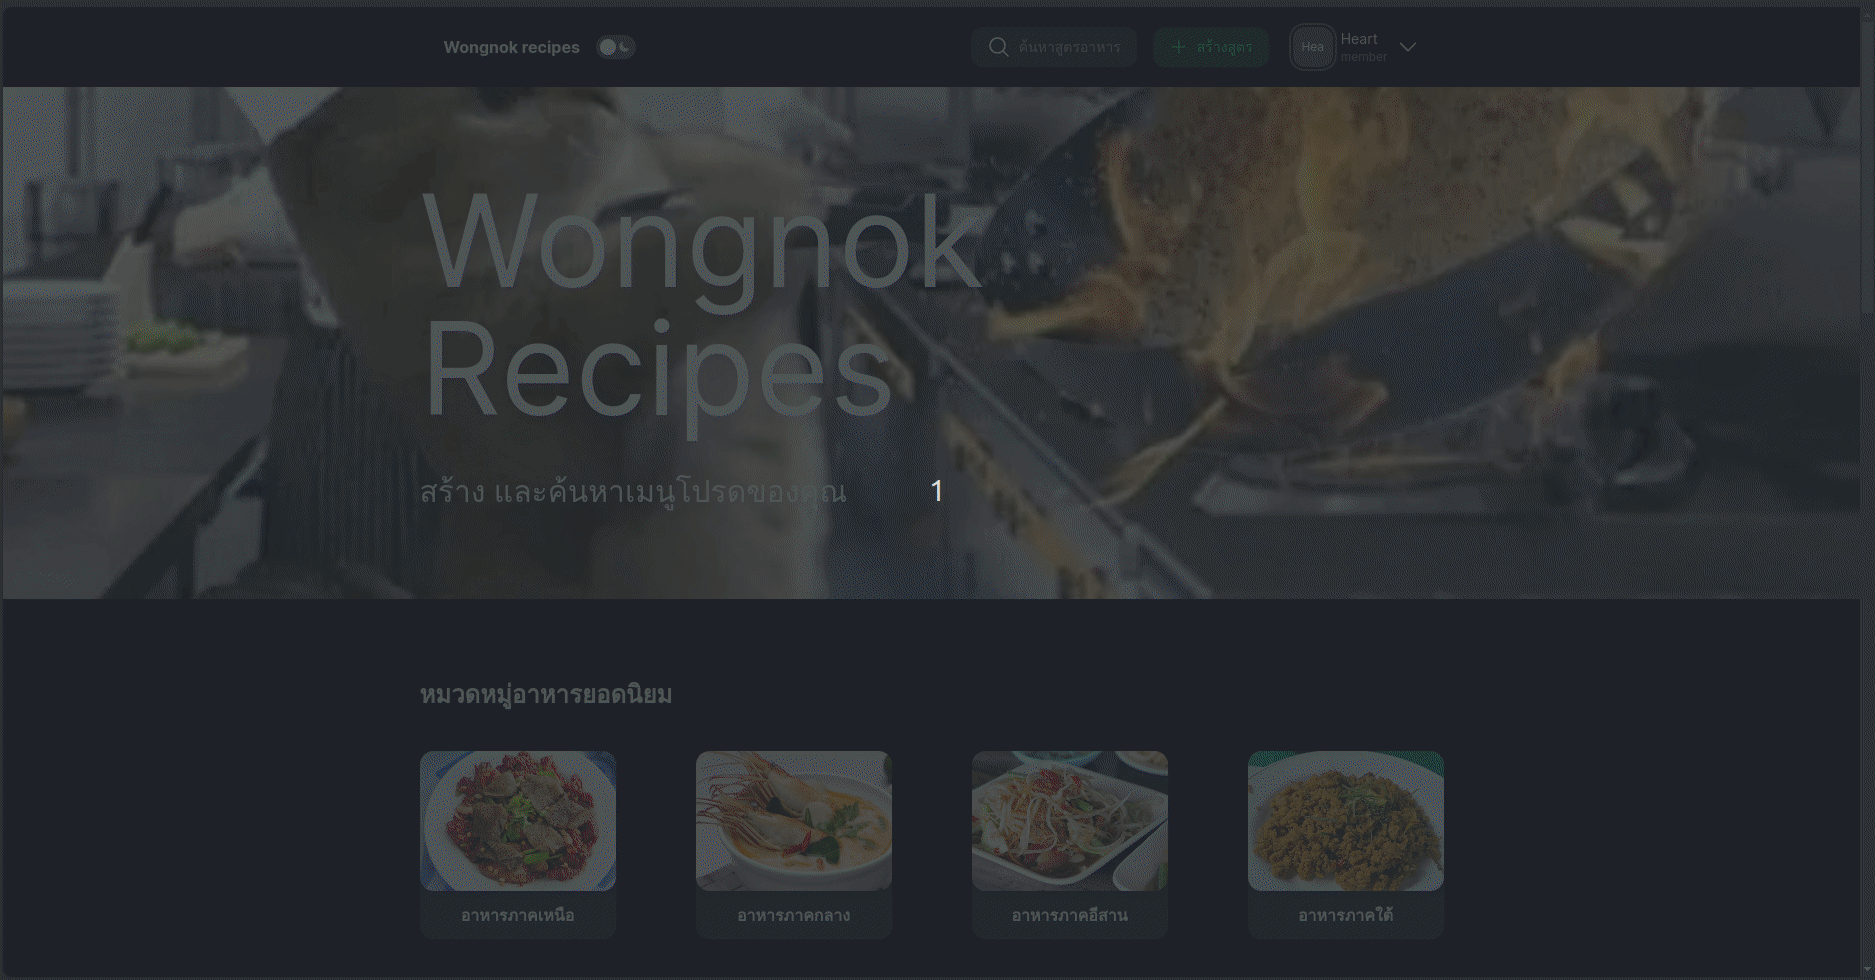 Wongnok recipes
ค้นหาสูตรอาหาร
สร้างสูตร
Hea
Heart
member
Wongnok
Recipes
สร้าง และค้นหาเมนูโปรดของคุณ
1
หมวดหมู่อาหารยอดนิยม
อาหารภาคเหนือ
อาหารภาคกลาง
อาหารภาคอีสาน
อาหารภาคใต้